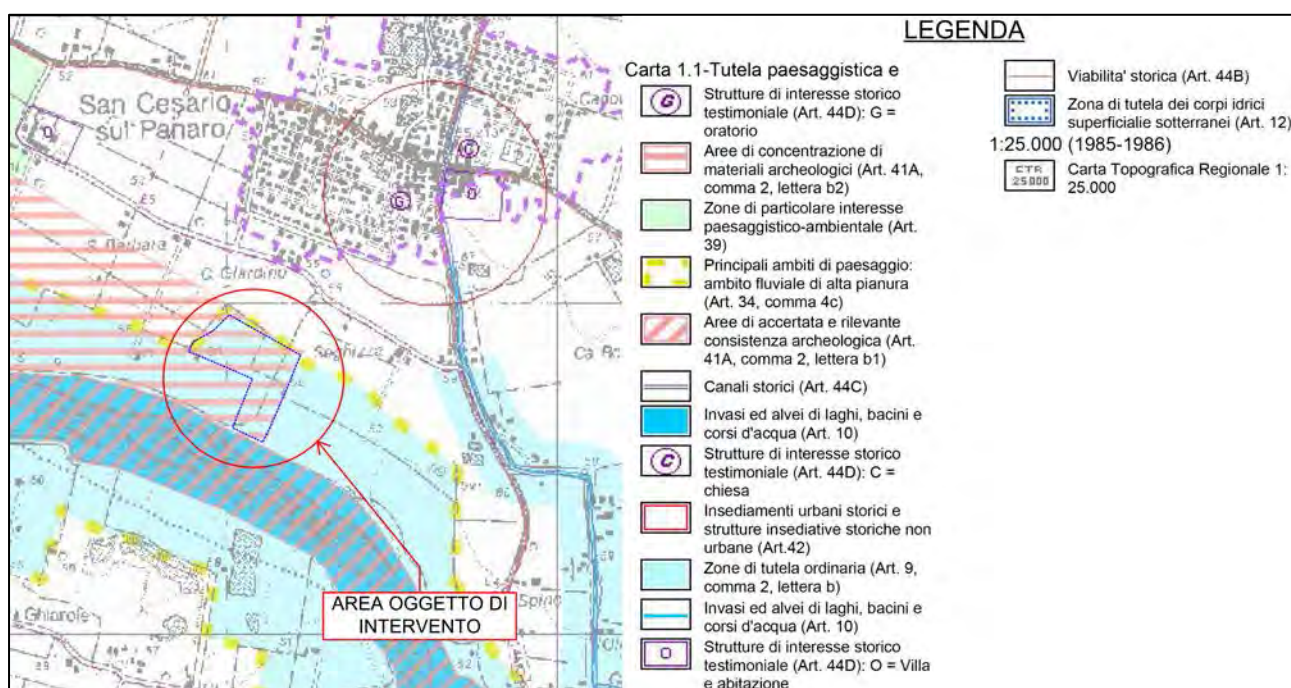 LEGENDA
Carta 1.1-Tutela paesaggistica e
G
Strutture di interesse storico
testimoniale (Art. 44D): G =
oratorio
Aree di concentrazione di
materiali archeologici (Art. 41A,
comma 2, lettera b2)
Zone di particolare interesse
paesaggistico-ambientale (Art.
39)
Principali ambiti di paesaggio:
ambito fluviale di alta pianura
(Art. 34, comma 4c)
Aree di accertata e rilevante
consistenza archeologica (Art.
41A, comma 2, lettera b1)
Canali storici (Art. 44C)
Invasi ed alvei di laghi, bacini e
corsi d'acqua (Art. 10)
C
Strutture di interesse storico
testimoniale (Art. 44D): C =
chiesa
Insediamenti urbani storici e
strutture insediative storiche non
urbane (Art.42)
Zone di tutela ordinaria (Art. 9,
comma 2, lettera b)
Invasi ed alvei di laghi, bacini e
corsi d'acqua (Art. 10)
O
Strutture di interesse storico
testimoniale (Art. 44D): O = Villa
e abitazione
Viabilita' storica (Art. 44B)
Zona di tutela dei corpi idrici
superficialie sotterranei (Art. 12)
1:25.000 (1985-1986)
CTR
25000
Carta Topografica Regionale 1:
25.000
San Cesario
sul Panaro
O
C
G
O
S. Barbara
C. Giardino
Seghizza
Spino
Ghiarole
AREA OGGETTO DI
INTERVENTO